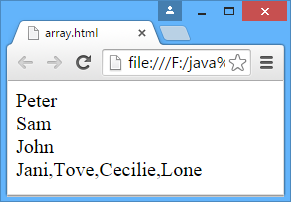 array.html
file:///F:/java%
Peter
Sam
John
Jani,Tove,Cecilie,Lone